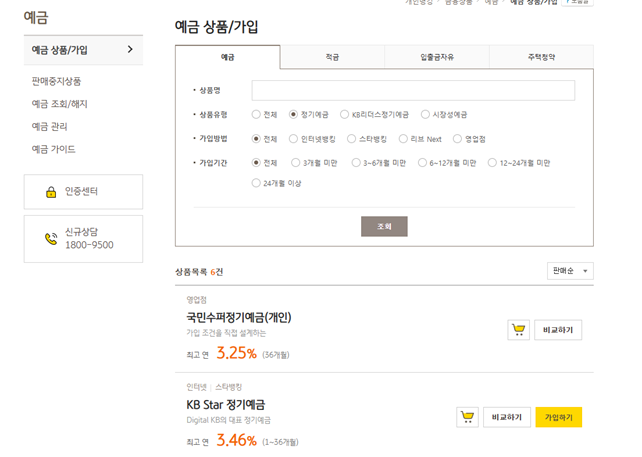 개인뱅킹 금융상품 예금 예금 상품/가입 ? 도움말
예금
예금 상품/가입
판매중지상품
예금 조회/해지
예금 관리
예금 가이드
인증센터
신규상담
1800-9500
예금 상품/가입
예금 적금 입출금자유 주택청약
상품명
상품유형 전체 정기예금 KB리더스정기예금 시장성예금
가입방법 전체 인터넷뱅킹 스타뱅킹 리브 Next 영업점
가입기간 전체 3개월 미만 3~6개월 미만 6~12개월 미만 12~24개월 미만
24개월 이상
조회
상품목록 6건 판매순
영업점
국민수퍼정기예금(개인)
가입 조건을 직접 설계하는
최고 연 3.25% (36개월)
비교하기
인터넷 | 스타뱅킹
KB Star 정기예금
Digital KB의 대표 정기예금
최고 연 3.46% (1~36개월)
비교하기 가입하기